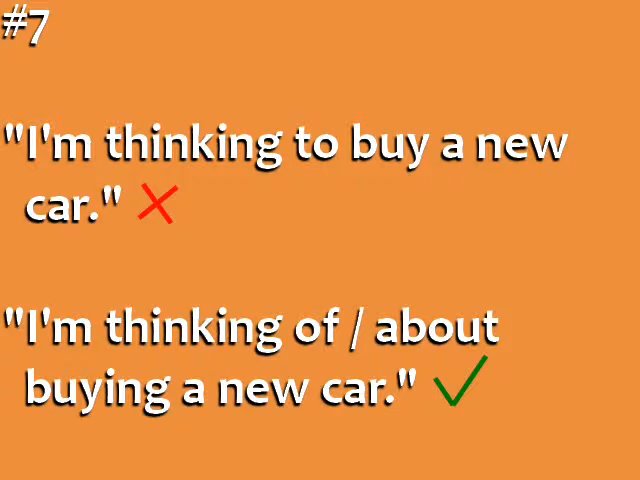 #7
"I'm thinking to buy a new
car."
"I'm thinking of / about
buying a new car."